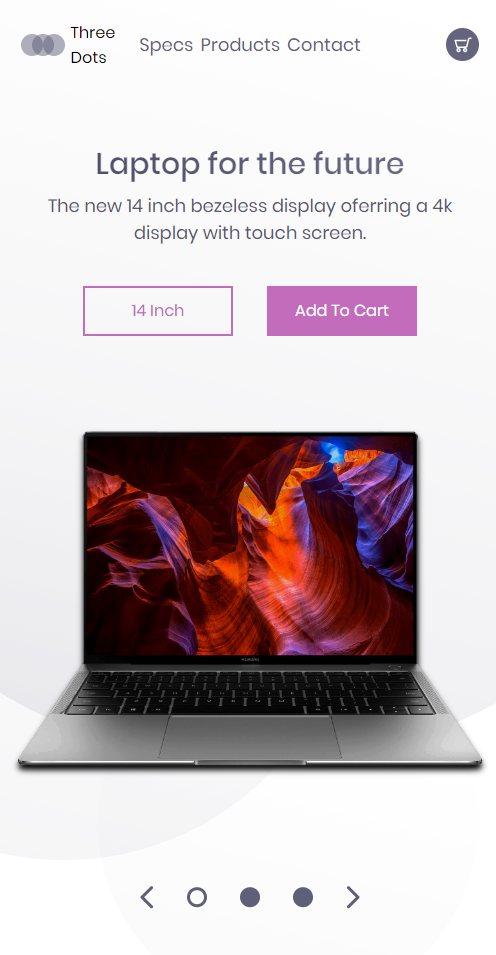 Three
Dots
Specs Products Contact
Laptop for the future
The new 14 inch bezeless display oferring a 4k
display with touch screen.
14 Inch
Add To Cart
HUAWEI